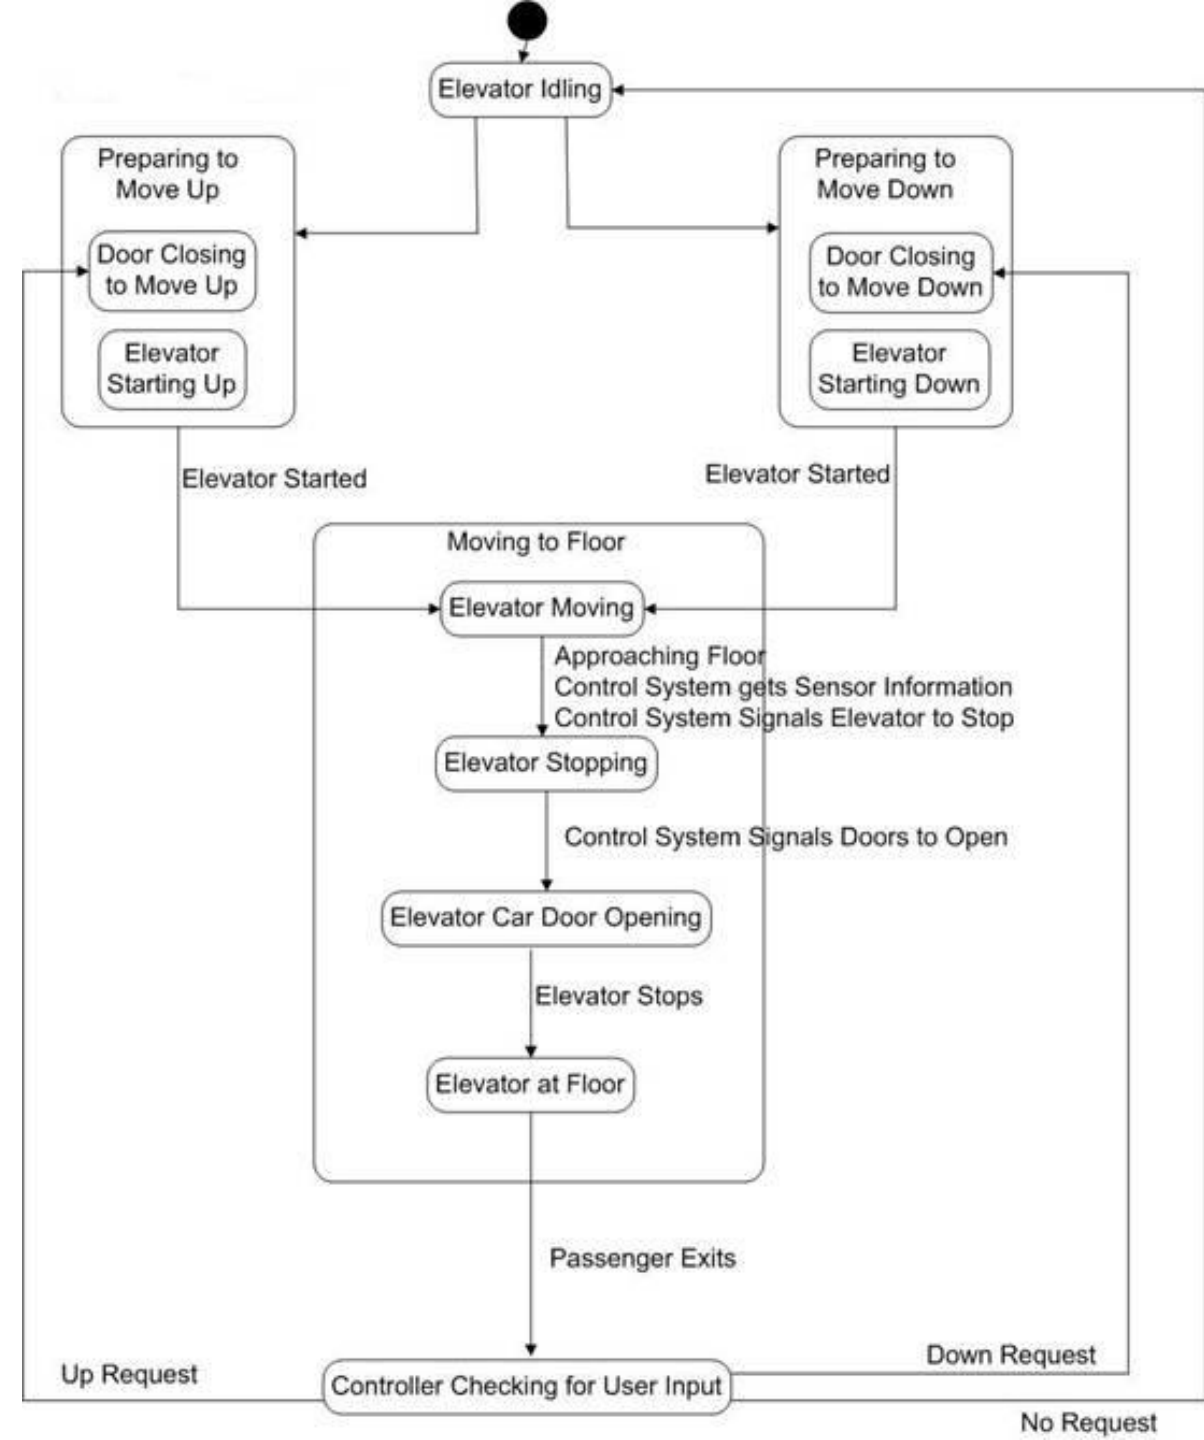 Elevator Idling
Preparing to
Move Up
Door Closing
to Move Up
Elevator
Starting Up
Preparing to
Move Down
Door Closing
to Move Down
Elevator
Starting Down
Elevator Started
Elevator Started
Moving to Floor
Elevator Moving
Approaching Floor
Control System gets Sensor Information
Control System Signals Elevator to Stop
Elevator Stopping
Control System Signals Doors to Open
Elevator Car Door Opening
Elevator Stops
Elevator at Floor
Passenger Exits
Up Request
Controller Checking for User Input
Down Request
No Request